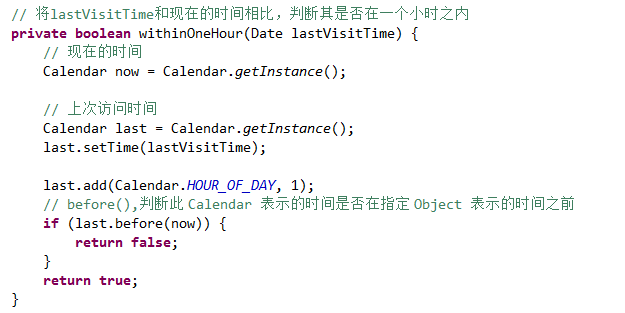 // 将lastVisitTime和现在的时间相比，判断其是否在一个小时之内
private boolean withinOneHour(Date lastVisitTime) {
    // 现在的时间
    Calendar now = Calendar.getInstance();

    // 上次访问时间
    Calendar last = Calendar.getInstance();
    last.setTime(lastVisitTime);

    last.add(Calendar.HOUR_OF_DAY, 1);
    // before(),判断此 Calendar 表示的时间是否在指定 Object 表示的时间之前
    if (last.before(now)) {
        return false;
    }
    return true;
}